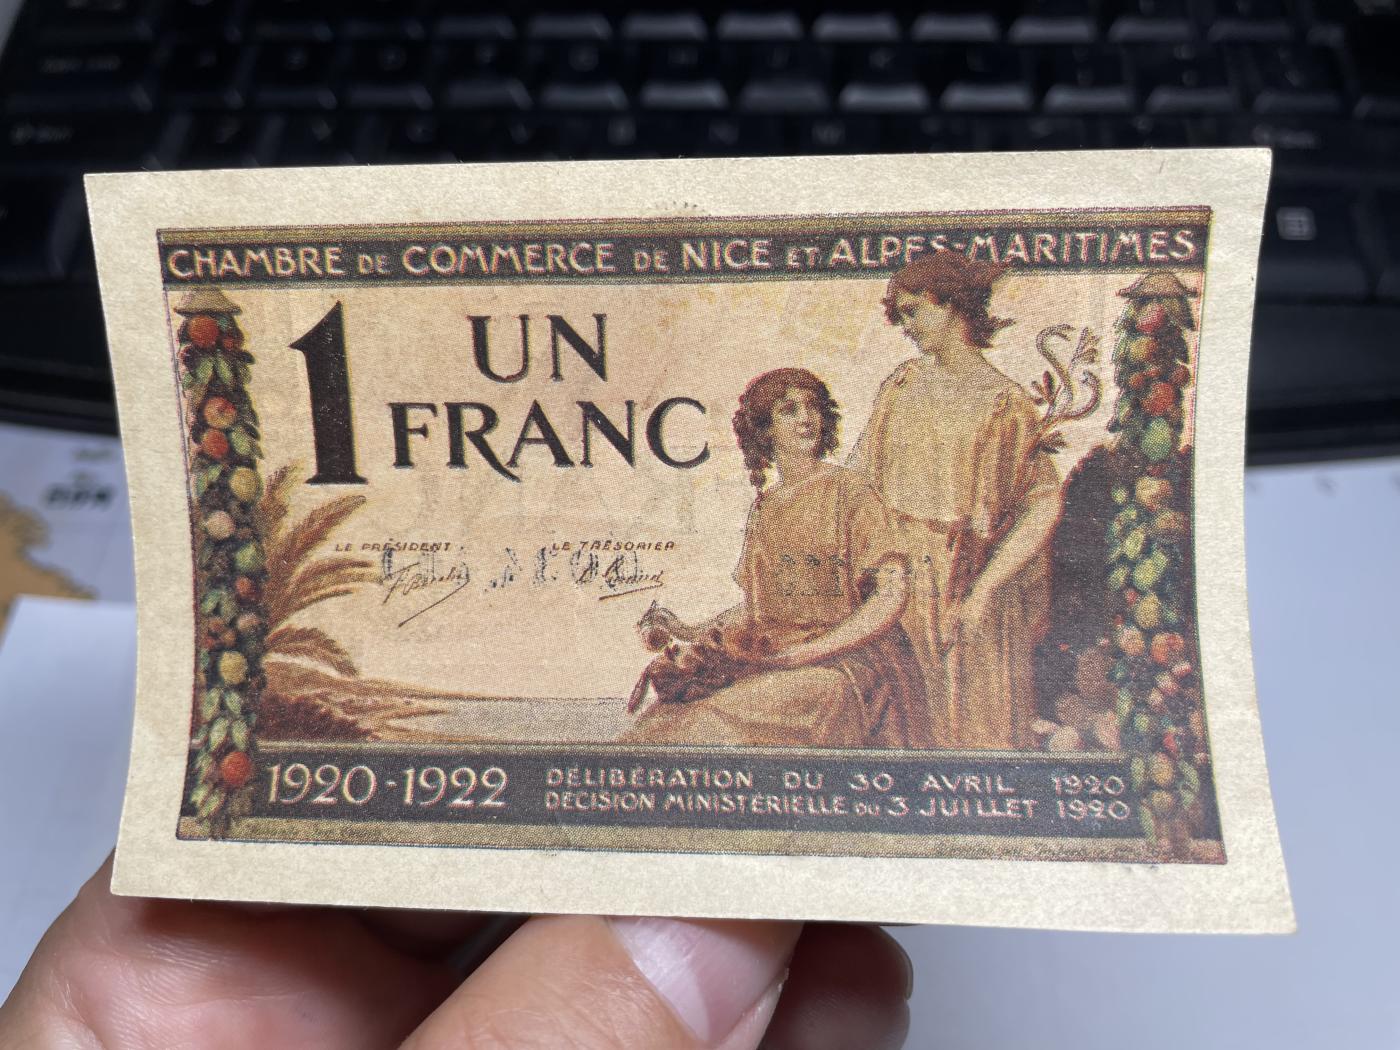 CHAMBRE DE COMMERCE DE NICE ET ALPES-MARITIMES
1
UN
FRANC
LE PRÉSIDENT
LE TRÉSORIER
1920-1922
DÉLIBÉRATION DU 30 AVRIL 1920
DÉCISION MINISTÉRIELLE DU 3 JUILLET 1920